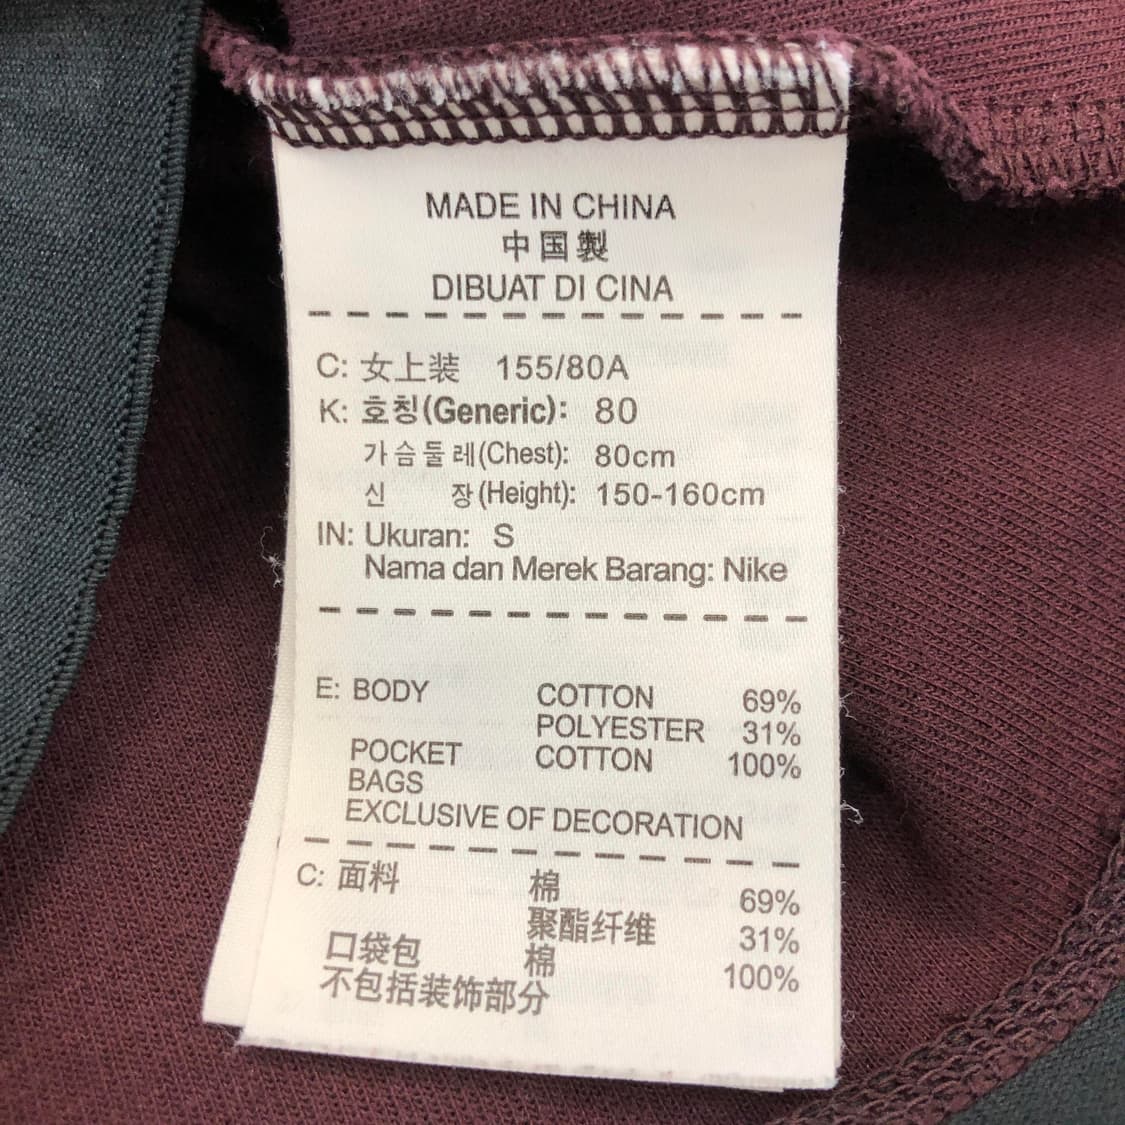 MADE IN CHINA
中国製
DIBUAT DI CINA
C: 女上装 155/80A
K: 호칭(Generic): 80
가슴둘레(Chest): 80cm
신 장(Height): 150-160cm
IN: Ukuran: S
Nama dan Merek Barang: Nike
E: BODY COTTON 69%
POLYESTER 31%
POCKET COTTON 100%
BAGS
EXCLUSIVE OF DECORATION
C: 面料 棉 69%
聚酯纤维 31%
口袋包 棉 100%
不包括装饰部分